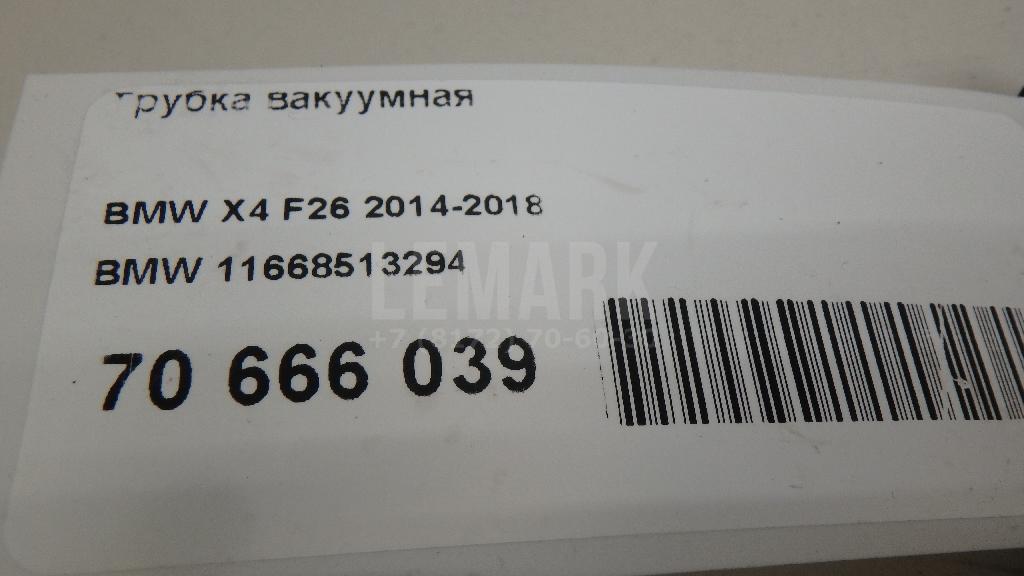 Трубка вакуумная
BMW X4 F26 2014-2018
BMW 11668513294
LEMARK
70 666 039